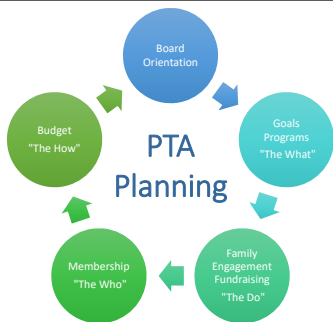 Board
Orientation
Goals
Programs
"The What"
Family
Engagement
Fundraising
"The Do"
Membership
"The Who"
Budget
"The How"
PTA
Planning